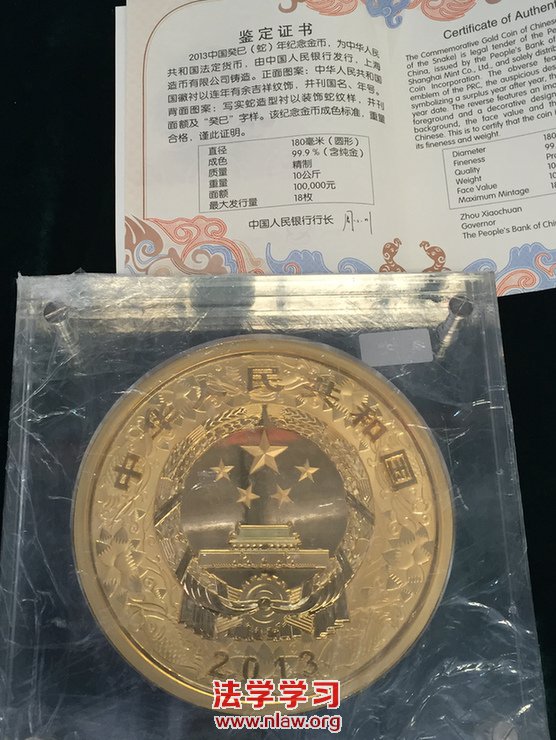 鉴定证书
2013中国癸巳（蛇）年纪念金币，为中华人民
共和国法定货币，由中国人民银行发行，上海
造币有限公司铸造。正面图案：中华人民共和国
国徽衬以连年有余吉祥纹饰，并刊国名、年号。
背面图案：写实蛇造型衬以装饰蛇纹样，并刊
面额及“癸巳”字样。该纪念金币成色标准，重量
合格，谨此证明。
直径 180毫米（圆形）
成色 99.9％（含纯金）
质量 精制
重量 10公斤
面额 100,000元
最大发行量 18枚
中国人民银行行长
Certificate of Authent
The Commemorative Gold Coin of Chinese
of the Snake) is legal tender of the Peo
China, issued by the People's Bank of
Shanghai Mint Co., Ltd., and solely distri
Coin Incorporation. The obverse fea
emblem of the PRC, the auspicious desi
symbolizing a surplus year after year,
year date. The reverse features an ima
foreground and a decorative design
background, the face value and
Chinese. This is to certify that the coin
its fineness and weight.
Diameter 180
Fineness 99
Quality
Weight 10
Face Value 10
Maximum Mintage
Zhou Xiaochuan
Governor
The People's Bank of China
中华人民共和国
2013
法学学习
www.nlaw.org